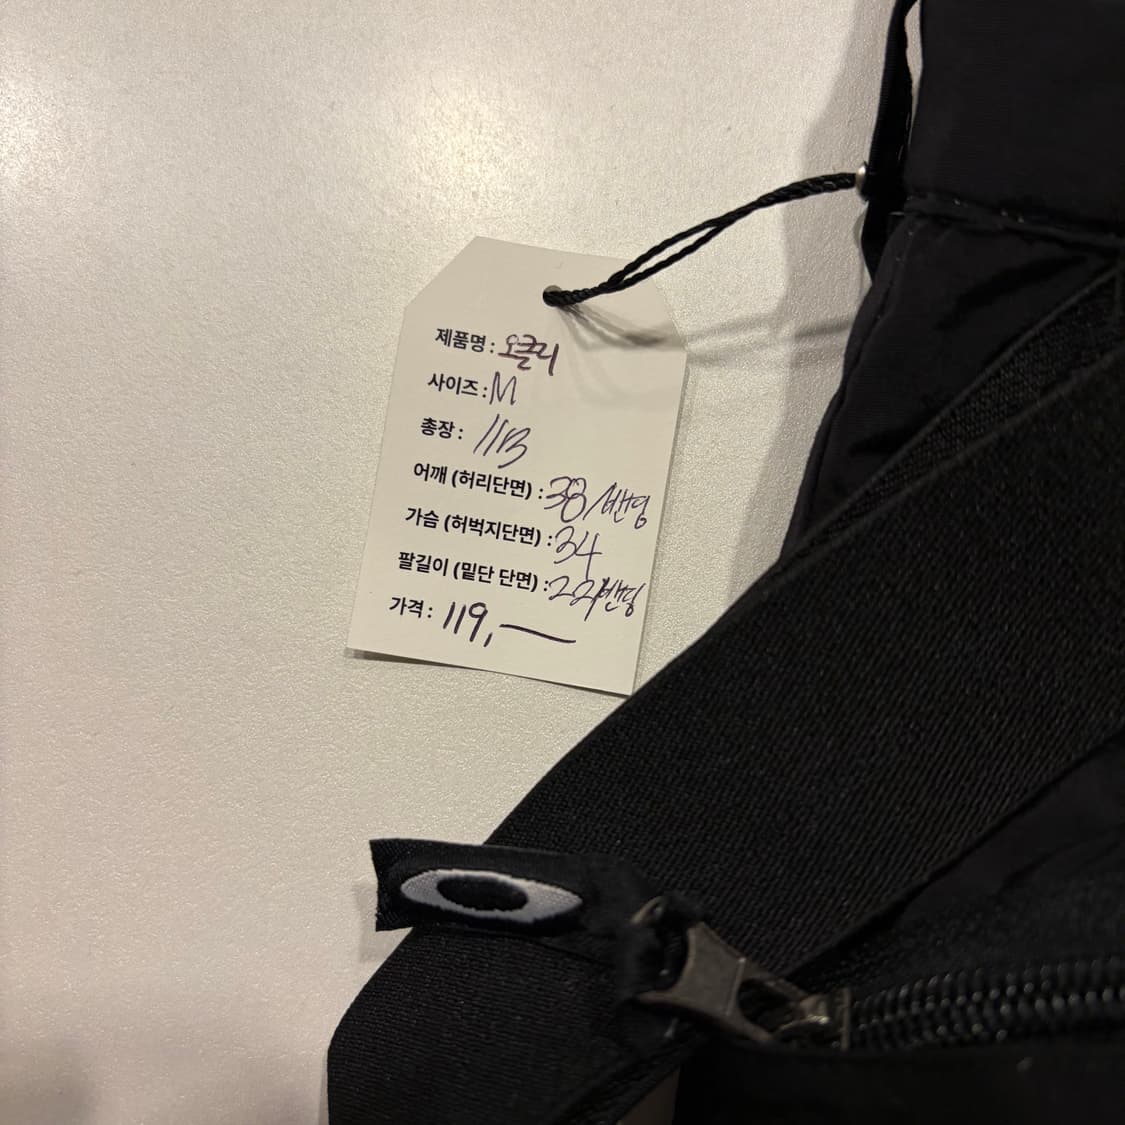 제품명 : 오클리
사이즈 : M
총장 : 113
어깨 (허리단면) : 38/밴딩
가슴 (허벅지단면) : 34
팔길이 (밑단 단면) : 22/밴딩
가격 : 119,—